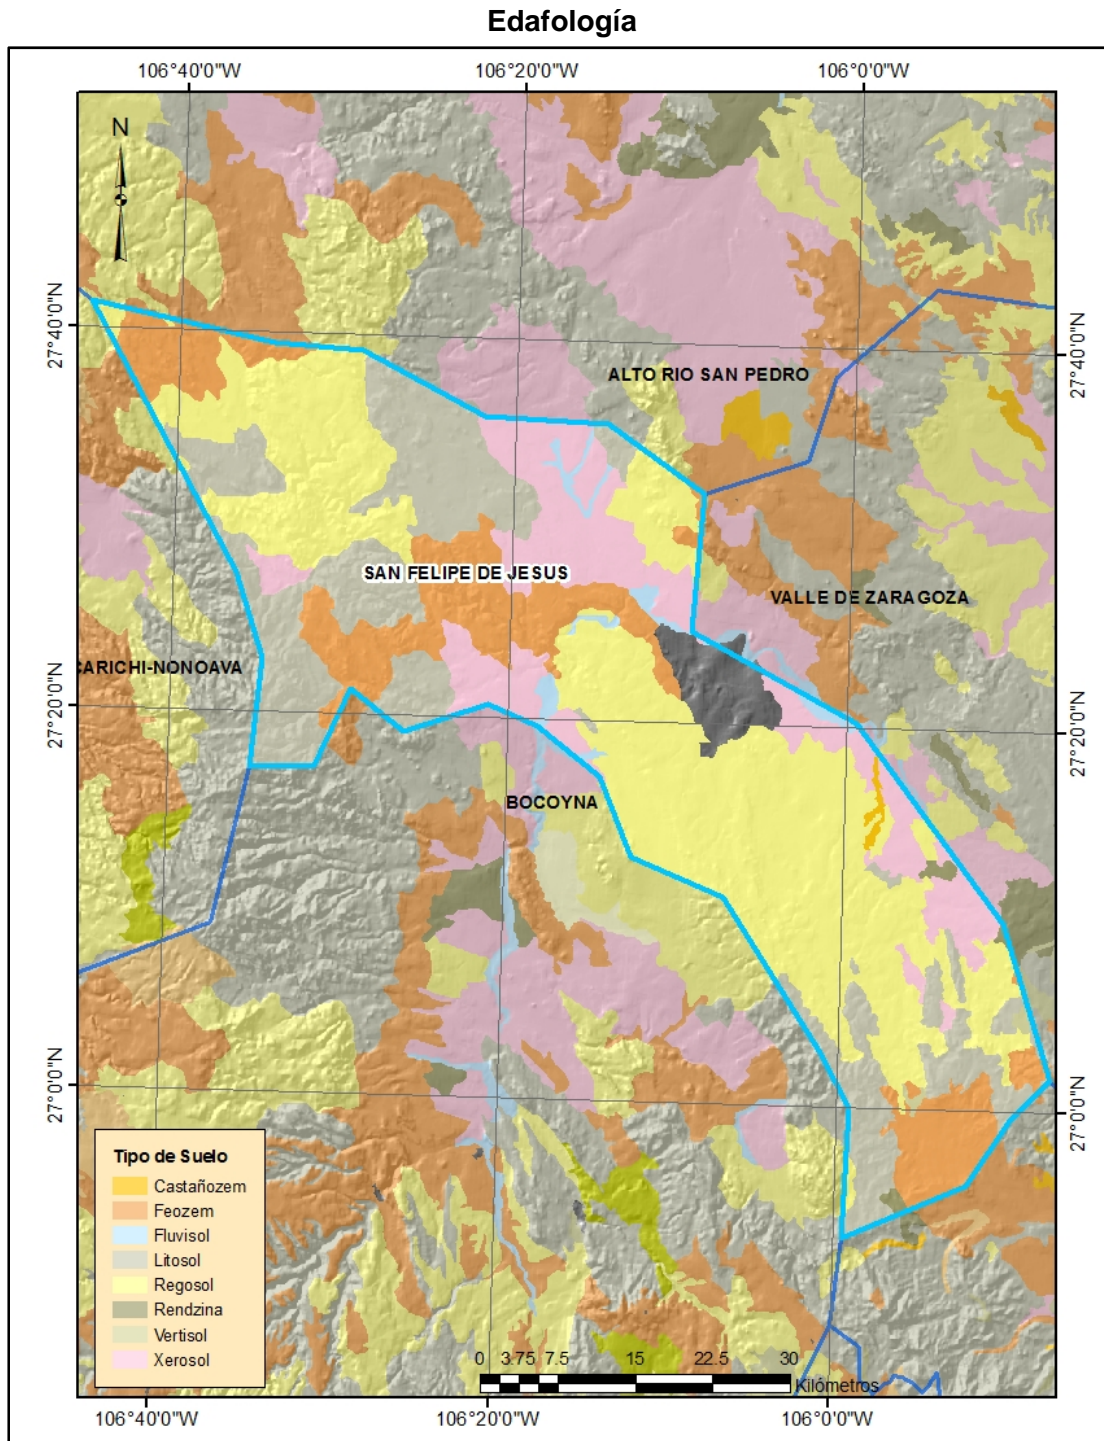 Edafología
106°40'0"W
106°20'0"W
106°0'0"W
N
27°40'0"N
27°40'0"N
ALTO RIO SAN PEDRO
SAN FELIPE DE JESUS
VALLE DE ZARAGOZA
CARICHI-NONOAVA
27°20'0"N
27°20'0"N
BOCOYNA
27°0'0"N
27°0'0"N
Tipo de Suelo
Castañozem
Feozem
Fluvisol
Litosol
Regosol
Rendzina
Vertisol
Xerosol
0 3.75 7.5 15 22.5 30
Kilómetros
106°40'0"W
106°20'0"W
106°0'0"W